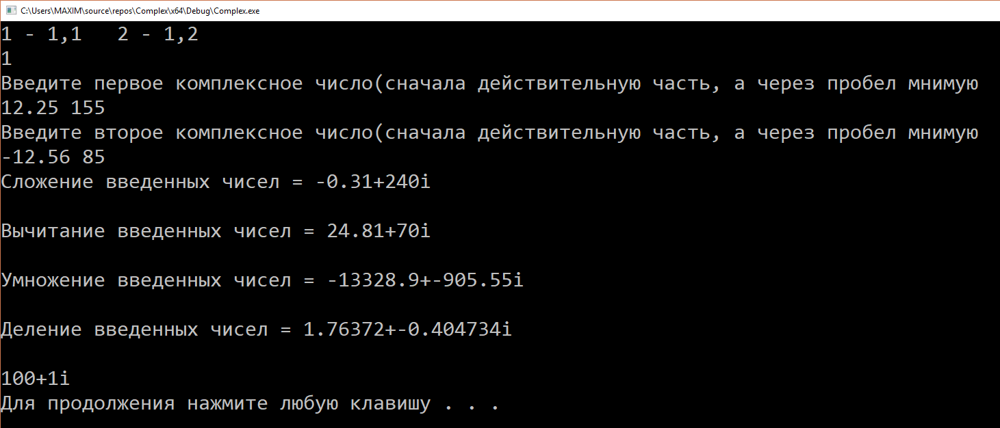 C:\Users\MAXIM\source\repos\Complex\x64\Debug\Complex.exe
1 - 1,1   2 - 1,2
1
Введите первое комплексное число(сначала действительную часть, а через пробел мнимую
12.25 155
Введите второе комплексное число(сначала действительную часть, а через пробел мнимую
-12.56 85
Сложение введенных чисел = -0.31+240i
Вычитание введенных чисел = 24.81+70i
Умножение введенных чисел = -13328.9+-905.55i
Деление введенных чисел = 1.76372+-0.404734i
100+1i
Для продолжения нажмите любую клавишу . . .